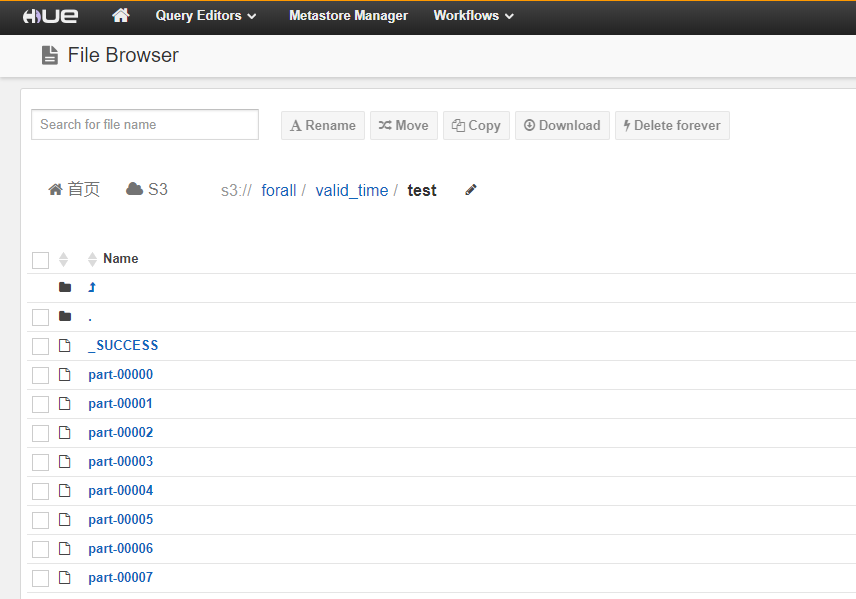 HUE Query Editors Metastore Manager Workflows
File Browser
Search for file name Rename Move Copy Download Delete forever
首页 S3 s3:// forall / valid_time / test
Name
.
_SUCCESS
part-00000
part-00001
part-00002
part-00003
part-00004
part-00005
part-00006
part-00007